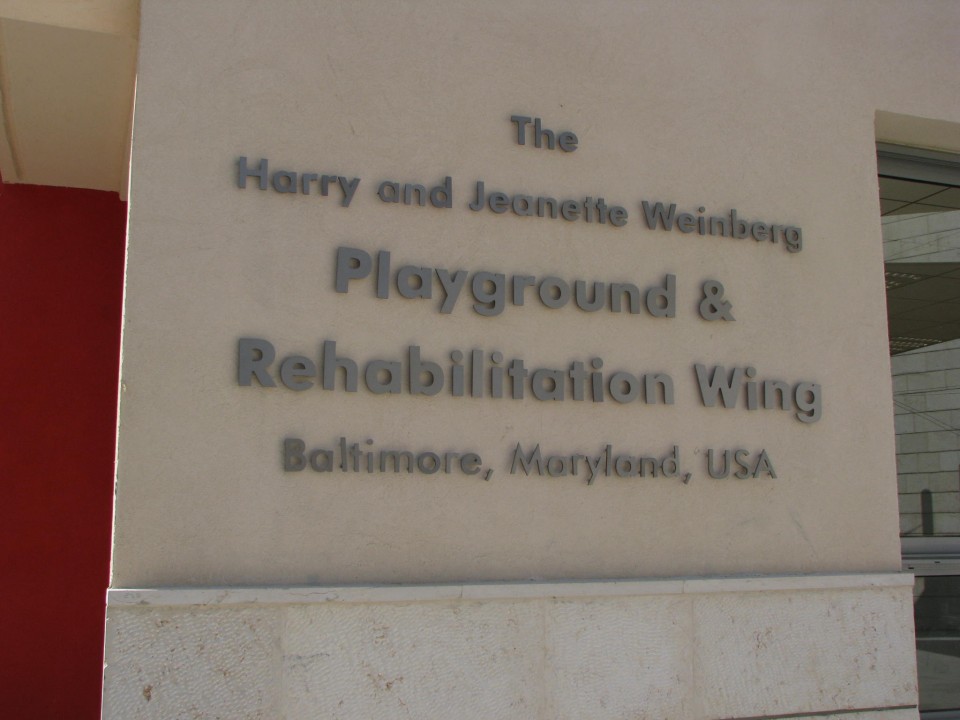 The
Harry and Jeanette Weinberg
Playground &
Rehabilitation Wing
Baltimore, Maryland, USA